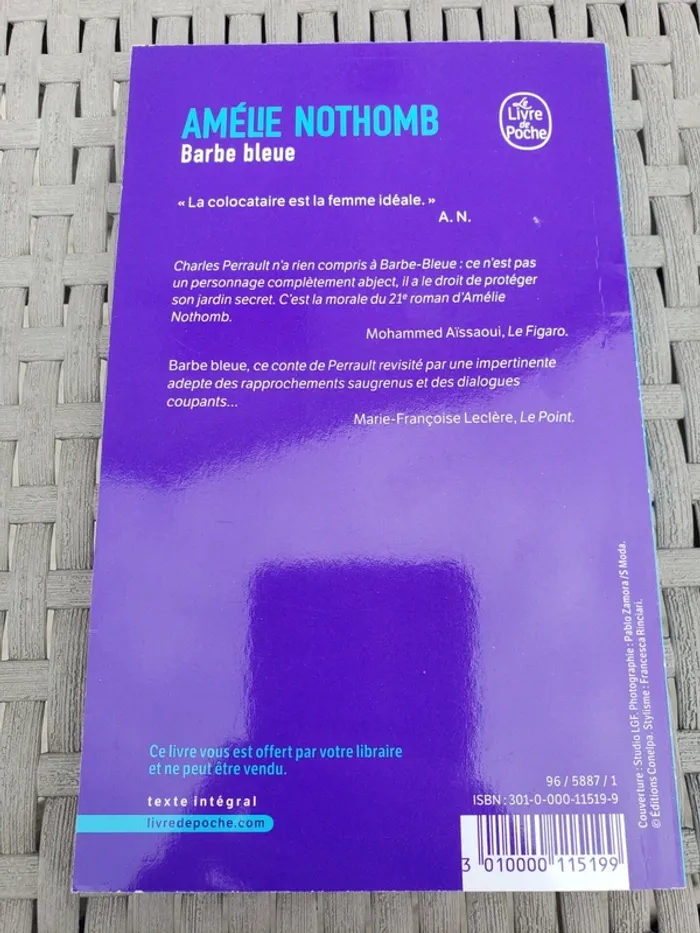 AMÉLIE NOTHOMB
Barbe bleue
Le
Livre
de
Poche
« La colocataire est la femme idéale. »
A. N.
Charles Perrault n'a rien compris à Barbe-Bleue : ce n'est pas
un personnage complètement abject, il a le droit de protéger
son jardin secret. C'est la morale du 21e roman d'Amélie
Nothomb.
Mohammed Aïssaoui, Le Figaro.
Barbe bleue, ce conte de Perrault revisité par une impertinente
adepte des rapprochements saugrenus et des dialogues
coupants...
Marie-Françoise Leclère, Le Point.
Couverture : Studio LGF. Photographie : Pablo Zamora /S Moda.
© Éditions Conelpa. Stylisme : Francesca Rinciari.
Ce livre vous est offert par votre libraire
et ne peut être vendu.
texte intégral
livredepoche.com
96 / 5887 / 1
ISBN : 301-0-000-11519-9
3 010000 115199